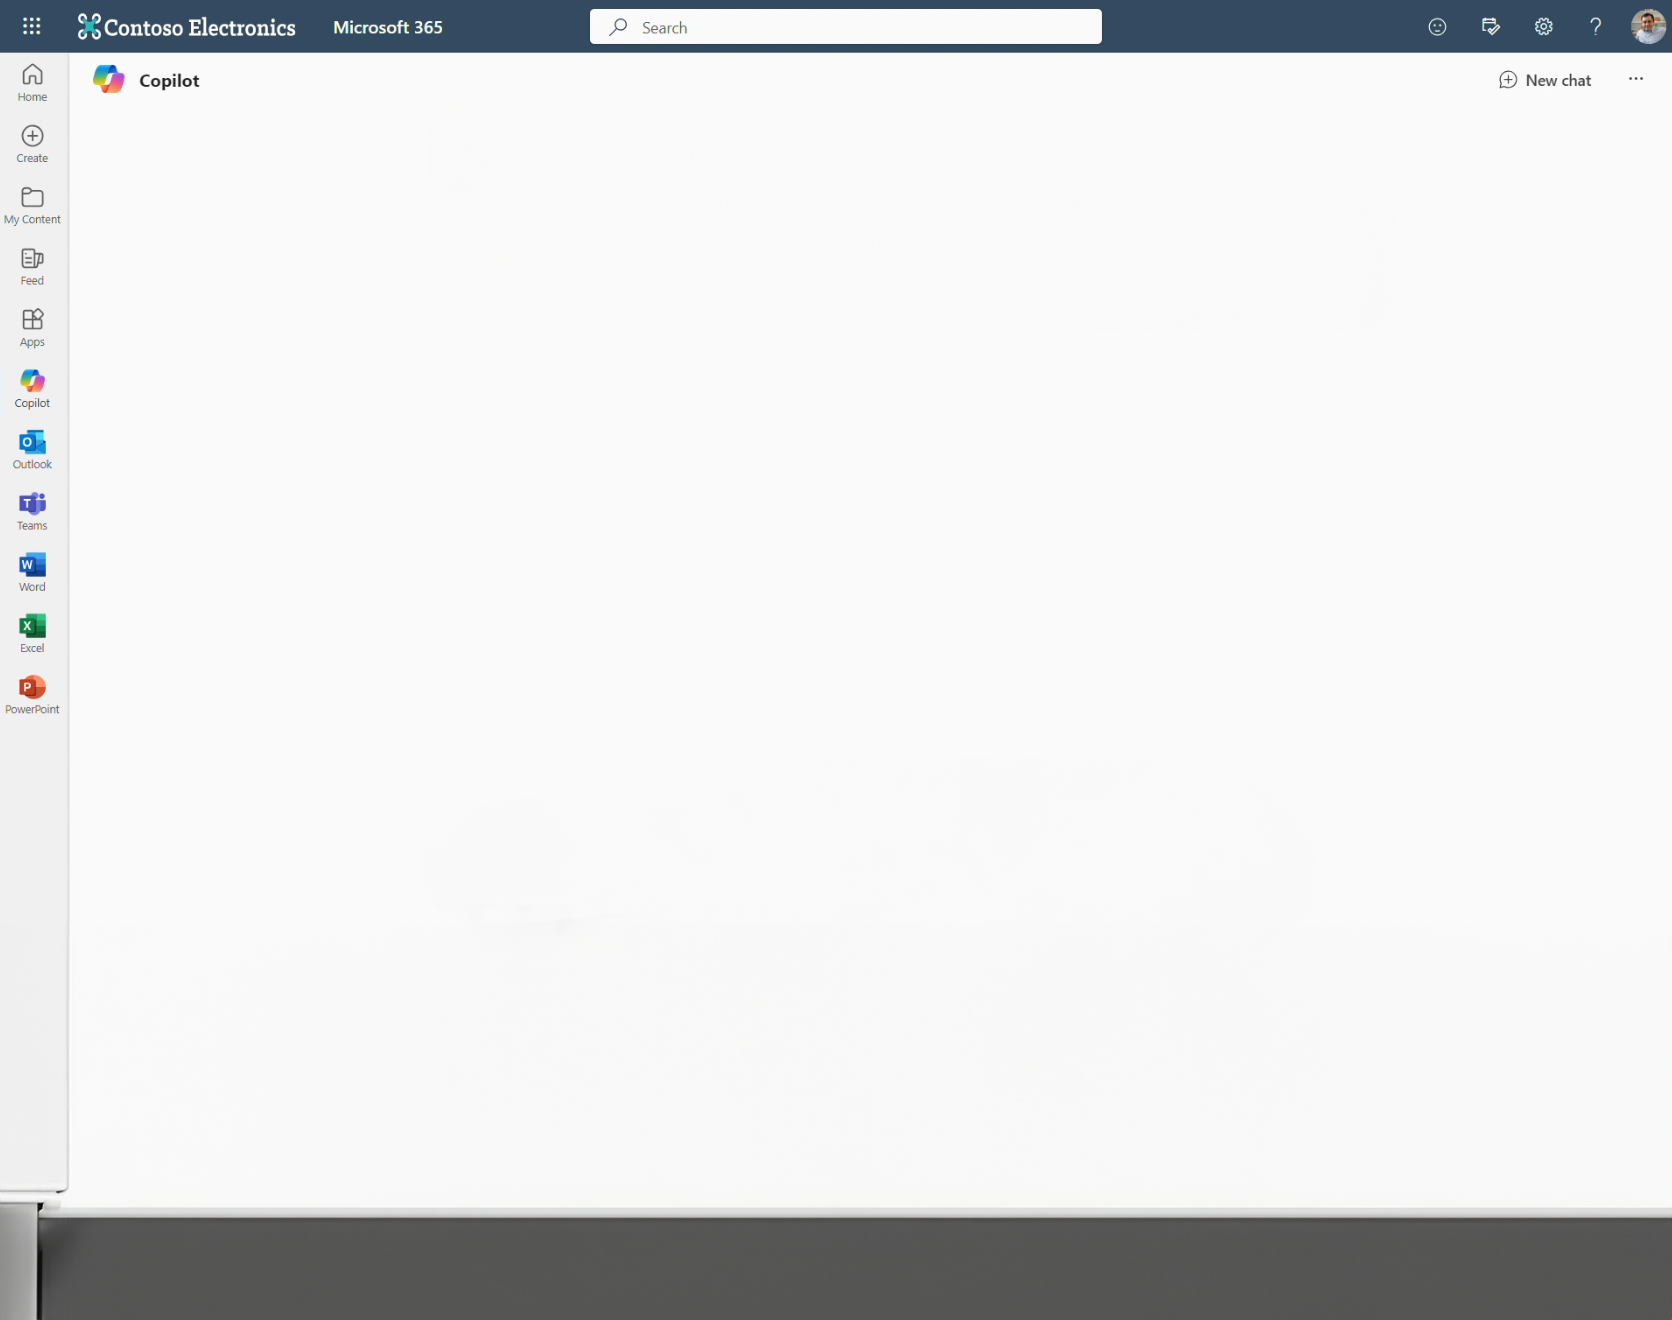 Contoso Electronics
Microsoft 365
Search
Copilot
New chat
Home
Create
My Content
Feed
Apps
Copilot
Outlook
Teams
Word
Excel
PowerPoint